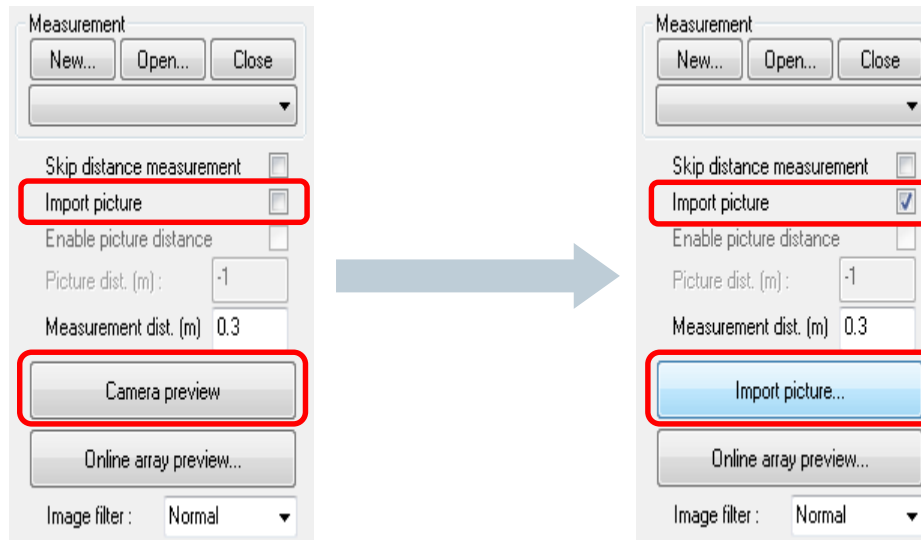 Measurement
New... Open... Close
Skip distance measurement
Import picture
Enable picture distance
Picture dist. (m) : -1
Measurement dist. (m) 0.3
Camera preview
Online array preview...
Image filter : Normal
Measurement
New... Open... Close
Skip distance measurement
Import picture
Enable picture distance
Picture dist. (m) : -1
Measurement dist. (m) 0.3
Import picture...
Online array preview...
Image filter : Normal